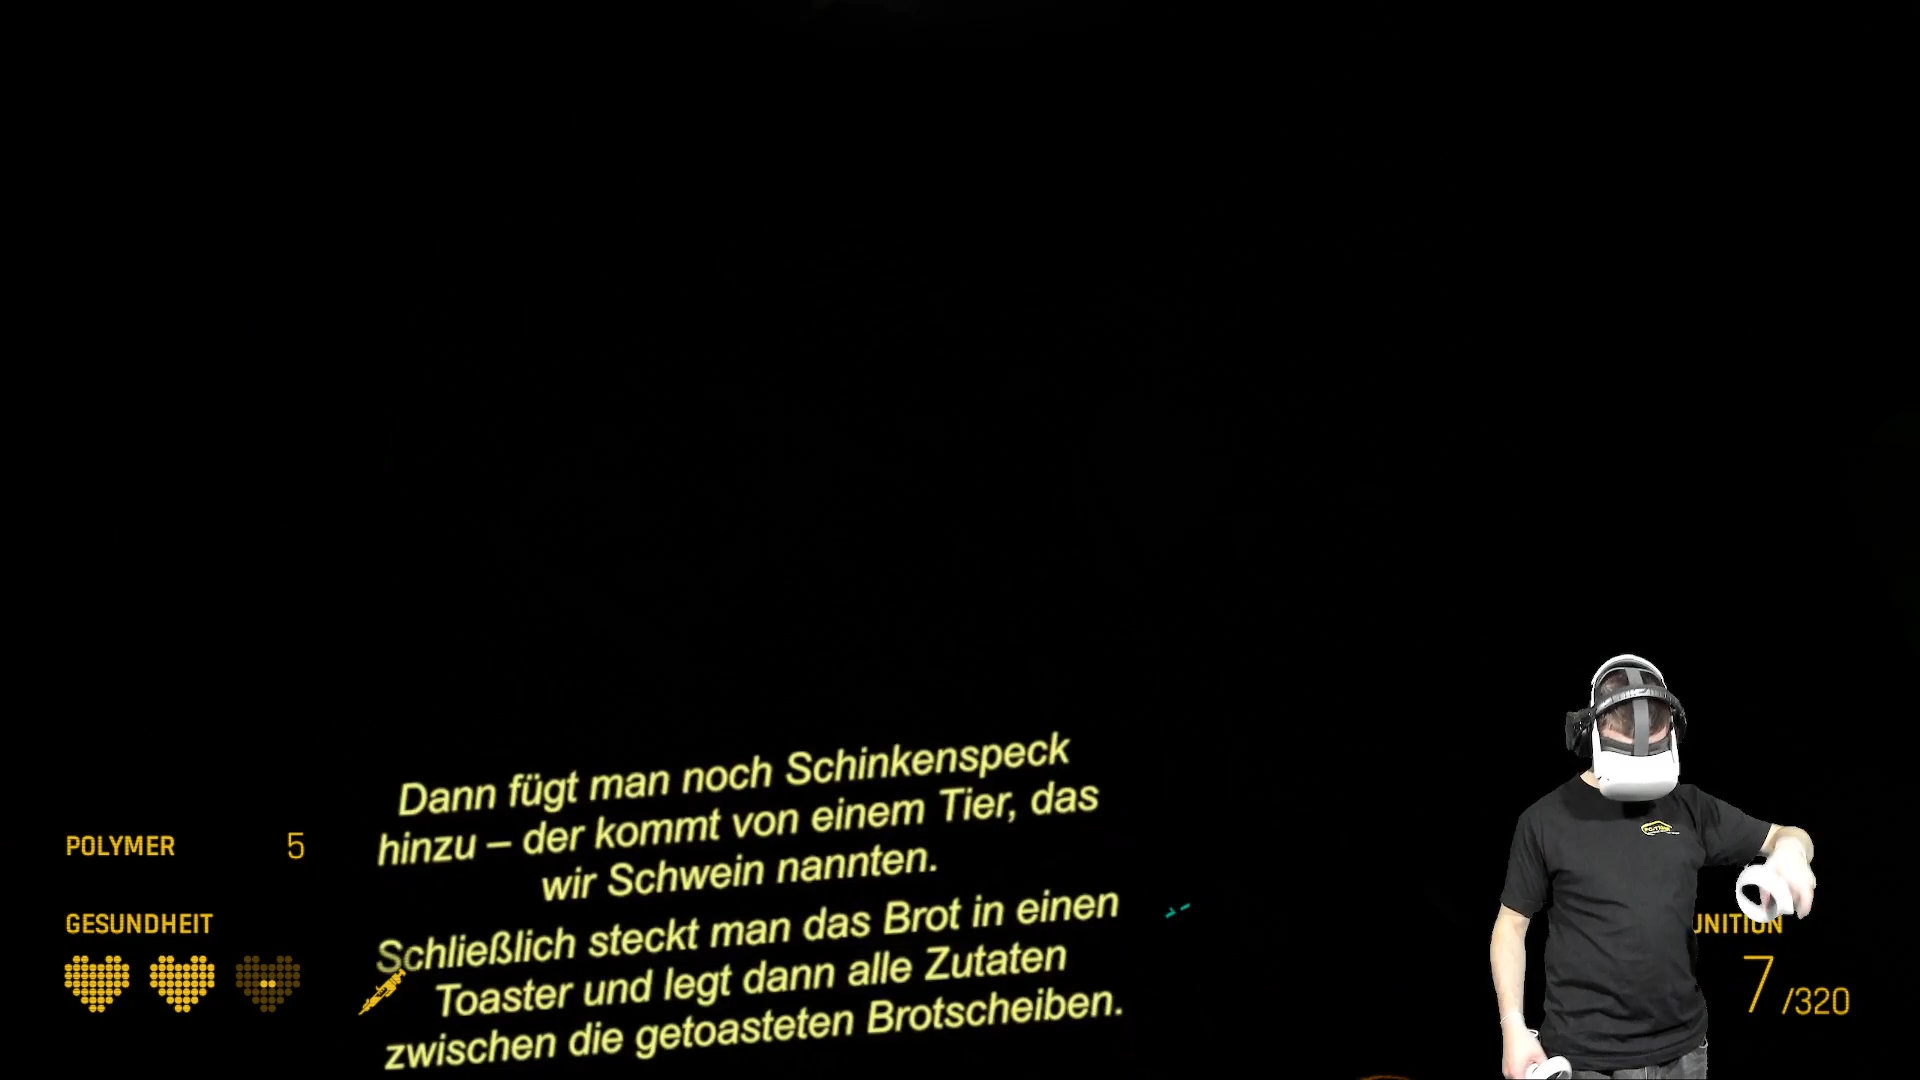 Dann fügt man noch Schinkenspeck
hinzu – der kommt von einem Tier, das
wir Schwein nannten.
Schließlich steckt man das Brot in einen
Toaster und legt dann alle Zutaten
zwischen die getoasteten Brotscheiben.
POLYMER 5
GESUNDHEIT
UNITION
7/320